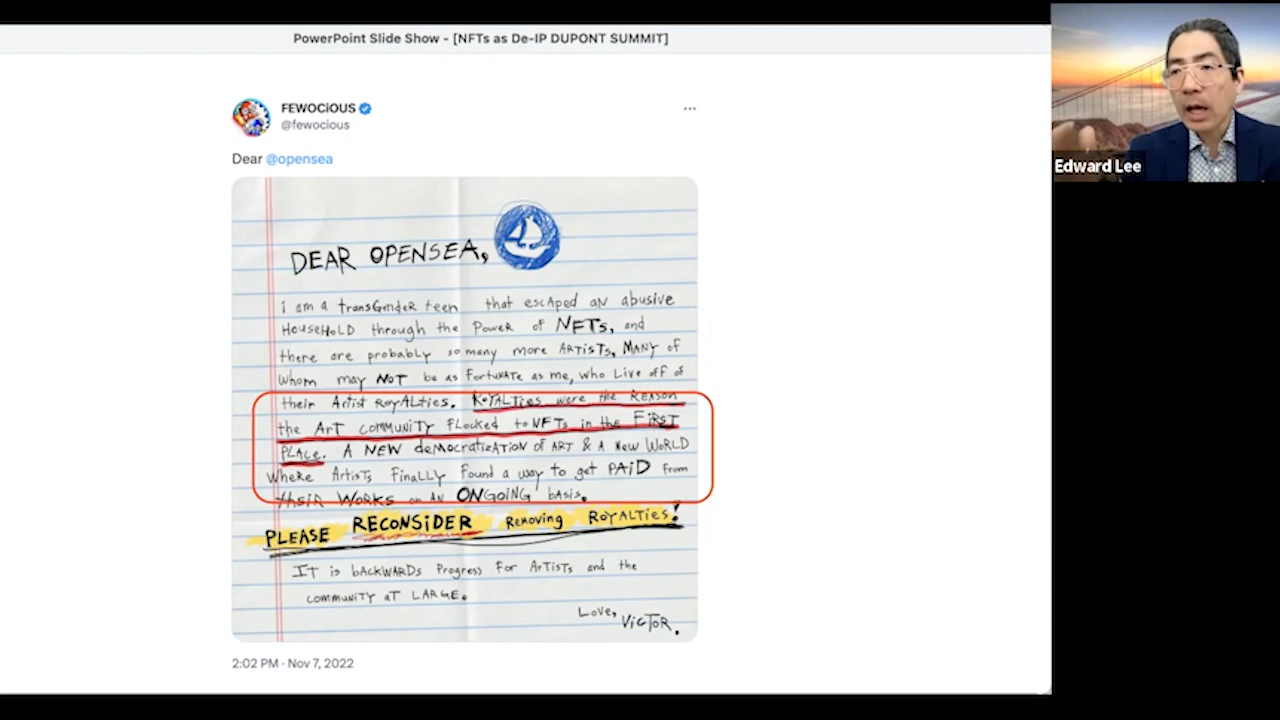 PowerPoint Slide Show - [NFTs as De-IP DUPONT SUMMIT]
FEWOCiOUS
@fewocious
Dear @opensea
DEAR OPENSEA,
i am a transGender teen that escAped AN abusive
HOUSEHOLD through the Power of NFTs, and
there are probably so many more ARTiSTs, MANY of
whom may NOT be as FortuNATE as me, who Live off of
their Artist RoyALties. ROYALTies were the REASON
the ART COMMUNITY FLOCKED to NFTs in the FiRST
PLACE. A NEW democratizATiON of ART & A New WORLD
wheRe Artists Finally Found a way to get PAiD from
their WORKS on AN ONGOiNG basis.
PLEASE RECONSIDER Removing ROYALTiES!
IT is bACKWARDs Progress For ArTists and the
community AT LARGE.
Love,
VicToR.
2:02 PM · Nov 7, 2022
Edward Lee